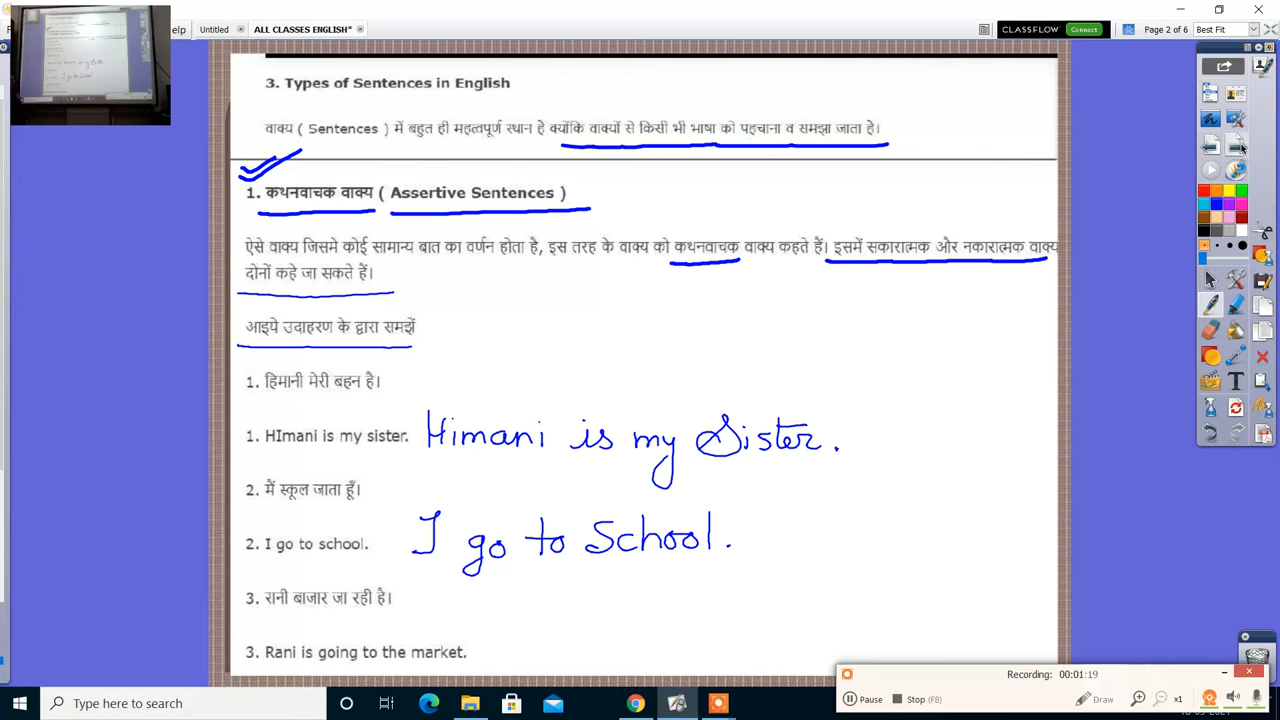 elp Untitled ALL CLASSES ENGLISH* CLASSFLOW Connect Page 2 of 6 Best Fit
3. Types of Sentences in English
वाक्य ( Sentences ) में बहुत ही महत्वपूर्ण स्थान है क्योंकि वाक्यों से किसी भी भाषा को पहचाना व समझा जाता है।
1. कथनवाचक वाक्य ( Assertive Sentences )
ऐसे वाक्य जिसमे कोई सामान्य बात का वर्णन होता है, इस तरह के वाक्य को कथनवाचक वाक्य कहते हैं। इसमें सकारात्मक और नकारात्मक वाक्य
दोनों कहे जा सकते हैं।
आइये उदाहरण के द्वारा समझें
1. हिमानी मेरी बहन है।
1. HImani is my sister. Himani is my Sister.
2. मैं स्कूल जाता हूँ।
2. I go to school. I go to School.
3. रानी बाजार जा रही है।
3. Rani is going to the market.
Recording: 00:01:19
Pause Stop (F8) Draw x1
Type here to search